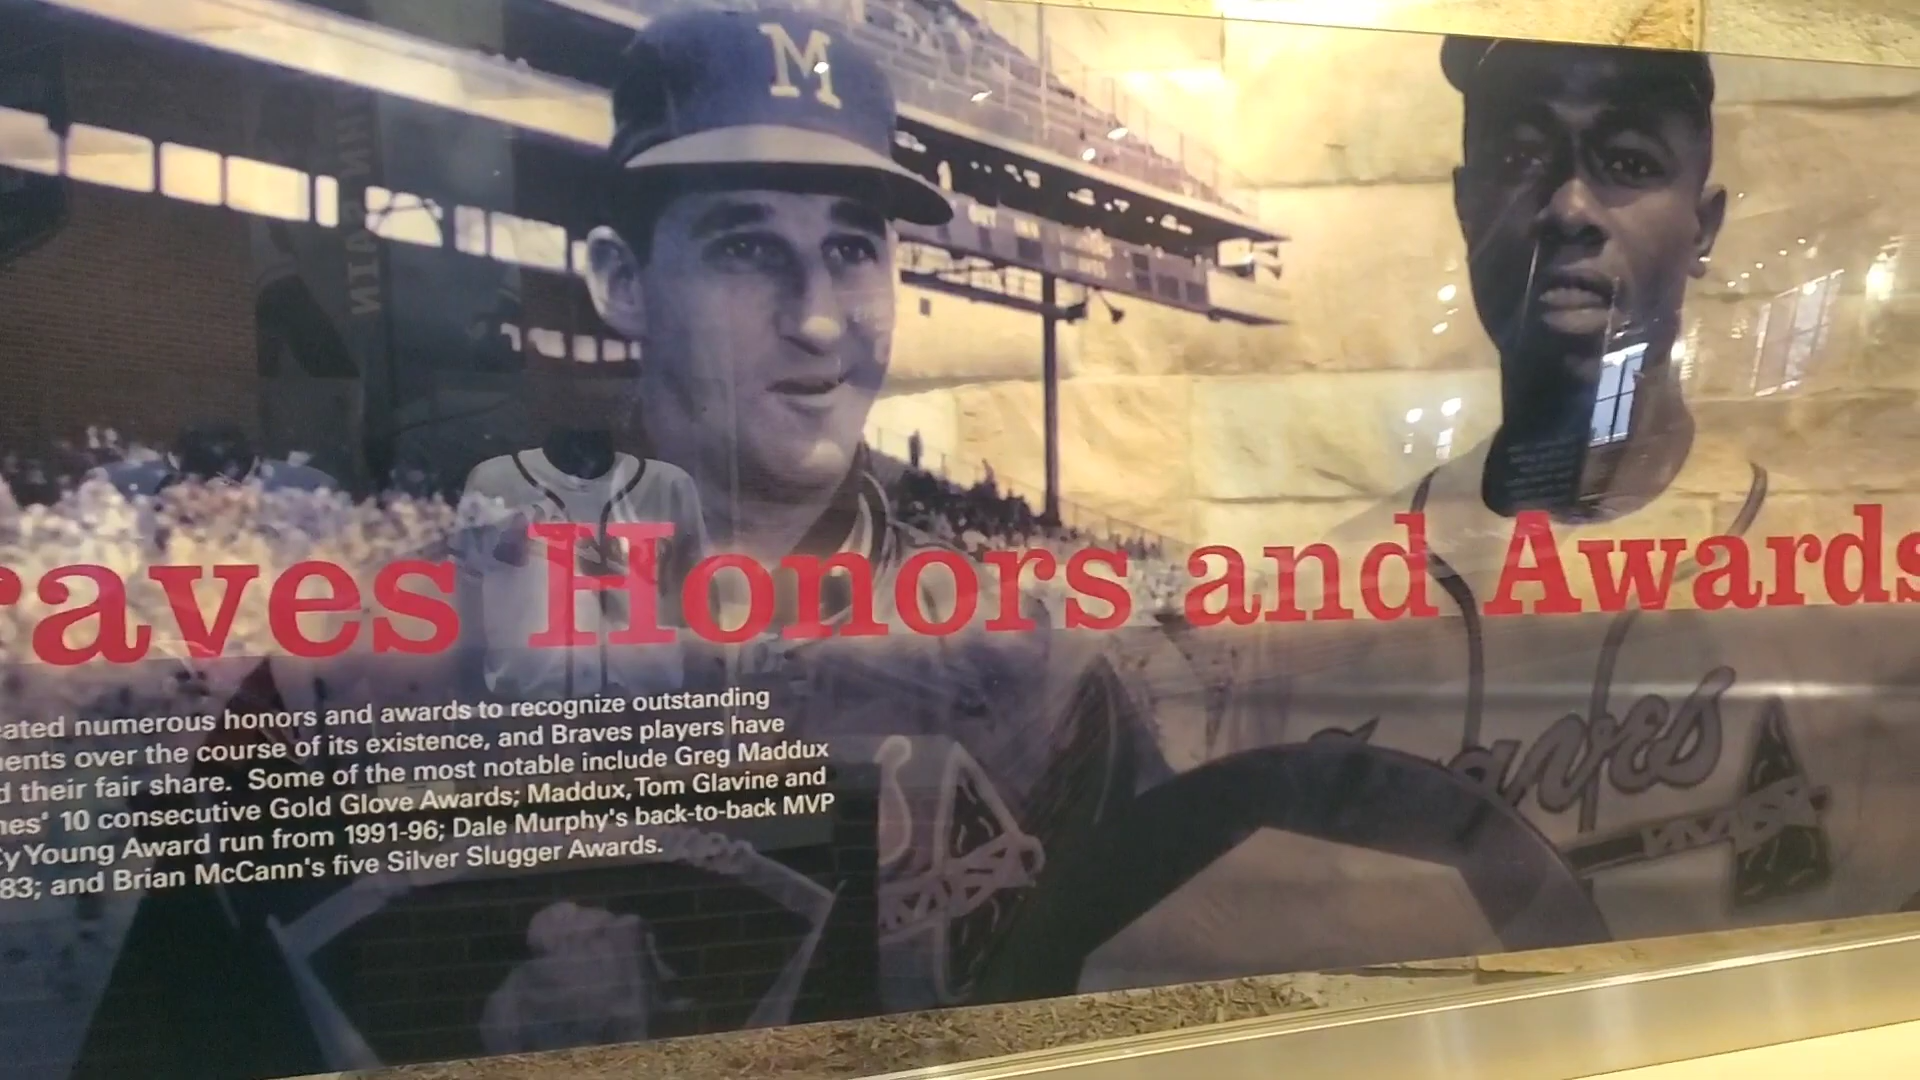 M
raves Honors and Awards
eated numerous honors and awards to recognize outstanding
ments over the course of its existence, and Braves players have
d their fair share. Some of the most notable include Greg Maddux
nes' 10 consecutive Gold Glove Awards; Maddux, Tom Glavine and
Cy Young Award run from 1991-96; Dale Murphy's back-to-back MVP
83; and Brian McCann's five Silver Slugger Awards.
Braves